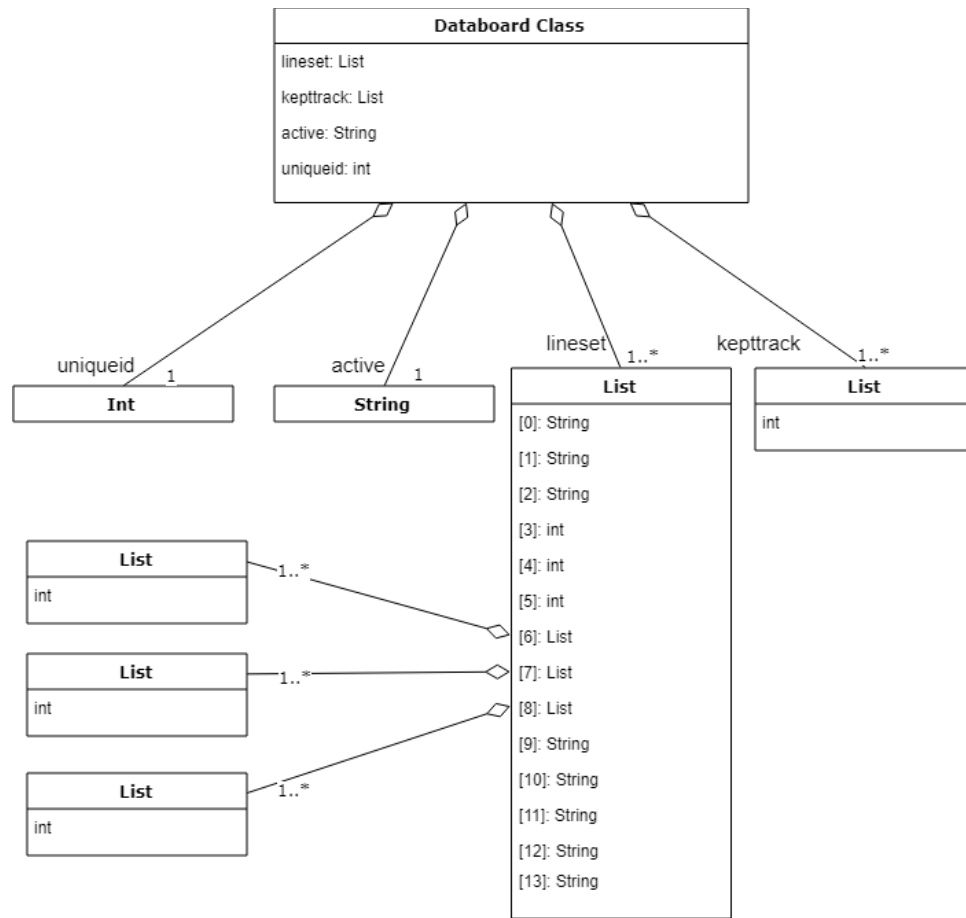 Databoard Class
lineset: List
kepttrack: List
active: String
uniqueid: int
uniqueid
1
active
1
lineset
1..*
kepttrack
1..*
Int
String
List
[0]: String
[1]: String
[2]: String
[3]: int
[4]: int
[5]: int
[6]: List
[7]: List
[8]: List
[9]: String
[10]: String
[11]: String
[12]: String
[13]: String
List
int
List
int
1..*
List
int
1..*
List
int
1..*